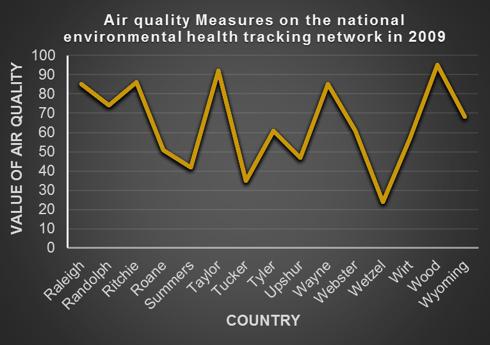 Air quality Measures on the national
environmental health tracking network in 2009
VALUE OF AIR QUALITY
100
90
80
70
60
50
40
30
20
10
0
Raleigh
Randolph
Ritchie
Roane
Summers
Taylor
Tucker
Tyler
Upshur
Wayne
Webster
Wetzel
Wirt
Wood
Wyoming
COUNTRY